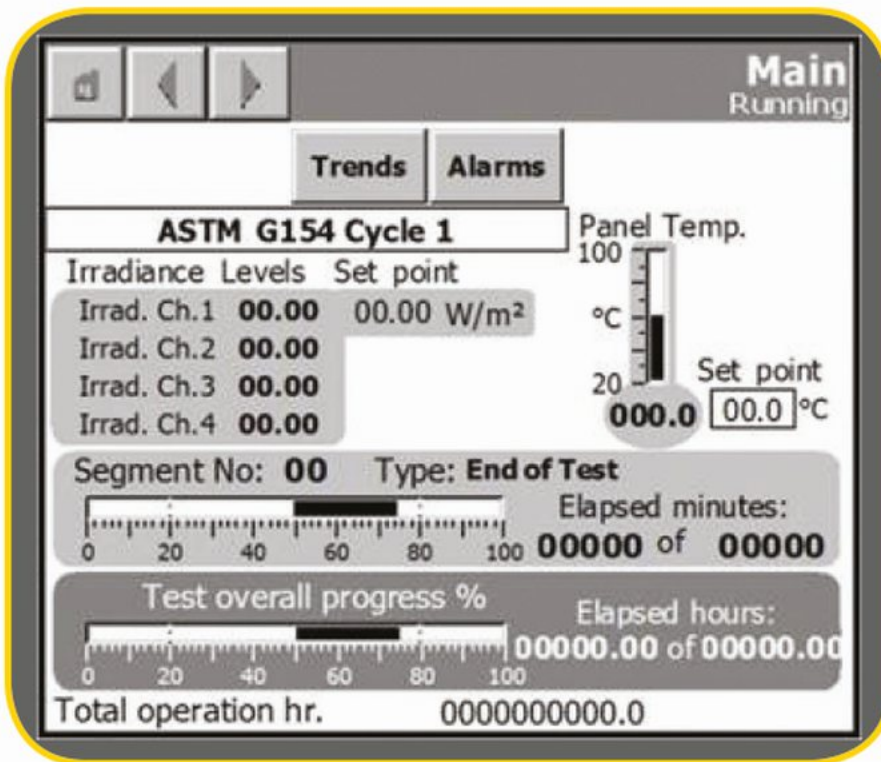 Main
Running
Trends Alarms
ASTM G154 Cycle 1
Panel Temp.
Irradiance Levels Set point
100
Irrad. Ch.1 00.00 00.00 W/m²
°C
Irrad. Ch.2 00.00
Irrad. Ch.3 00.00
20
Set point
Irrad. Ch.4 00.00
000.0 00.0 °C
Segment No: 00 Type: End of Test
Elapsed minutes:
0 20 40 60 80 100
00000 of 00000
Test overall progress %
Elapsed hours:
00000.00 of 00000.00
0 20 40 60 80 100
Total operation hr. 0000000000.0